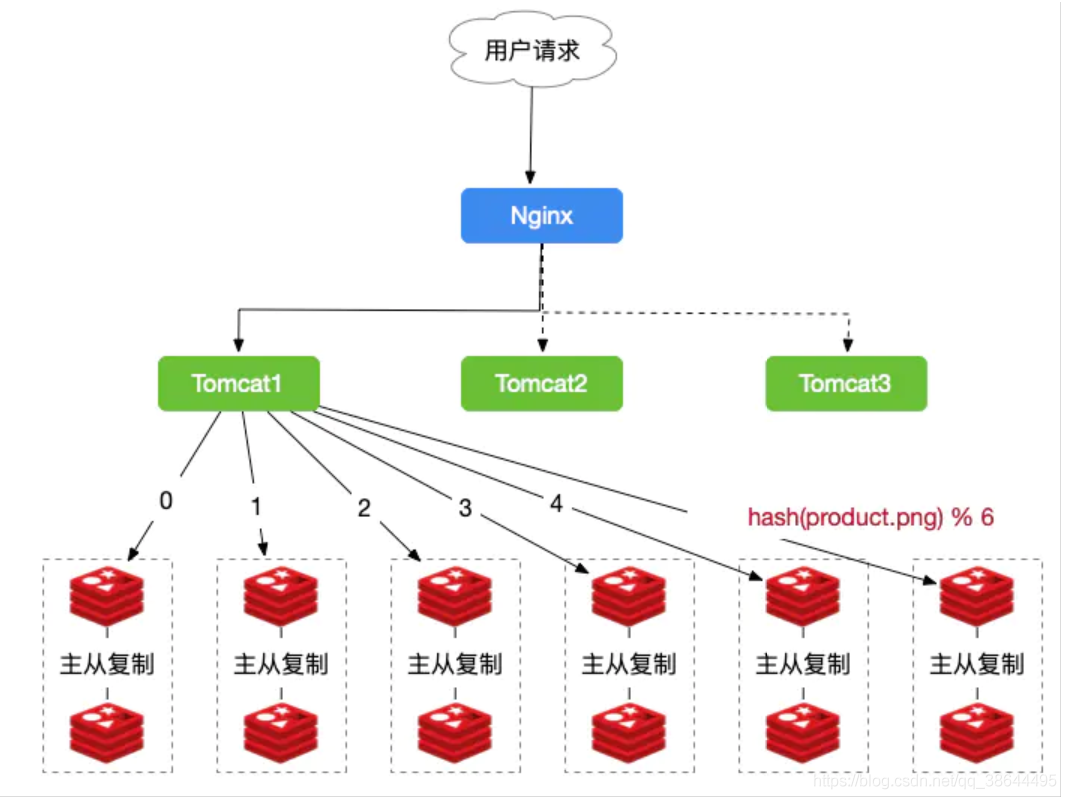 用户请求
Nginx
Tomcat1
Tomcat2
Tomcat3
0
1
2
3
4
hash(product.png) % 6
主从复制
主从复制
主从复制
主从复制
主从复制
主从复制
https://blog.csdn.net/qq_38644495